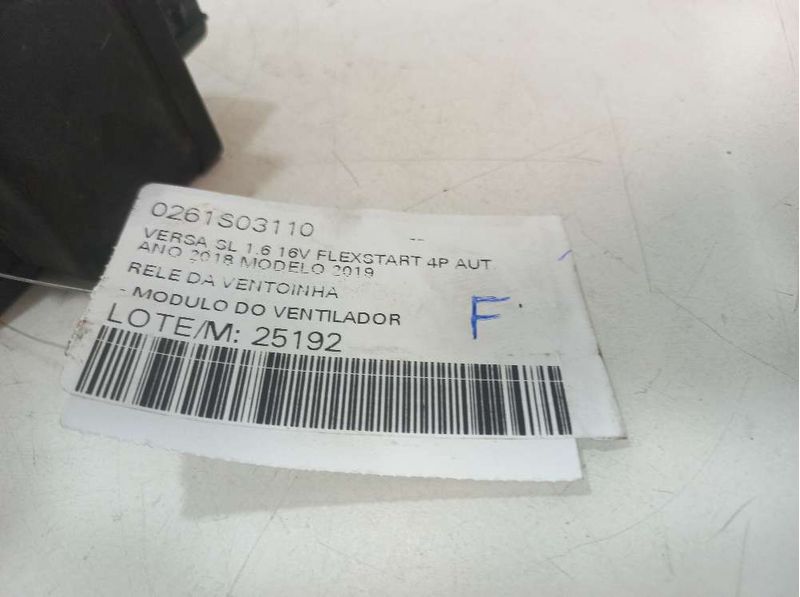 0261S03110
VERSA SL 1.6 16V FLEXSTART 4P AUT
ANO 2018 MODELO 2019
RELE DA VENTOINHA
- MODULO DO VENTILADOR
F
LOTE/M: 25192